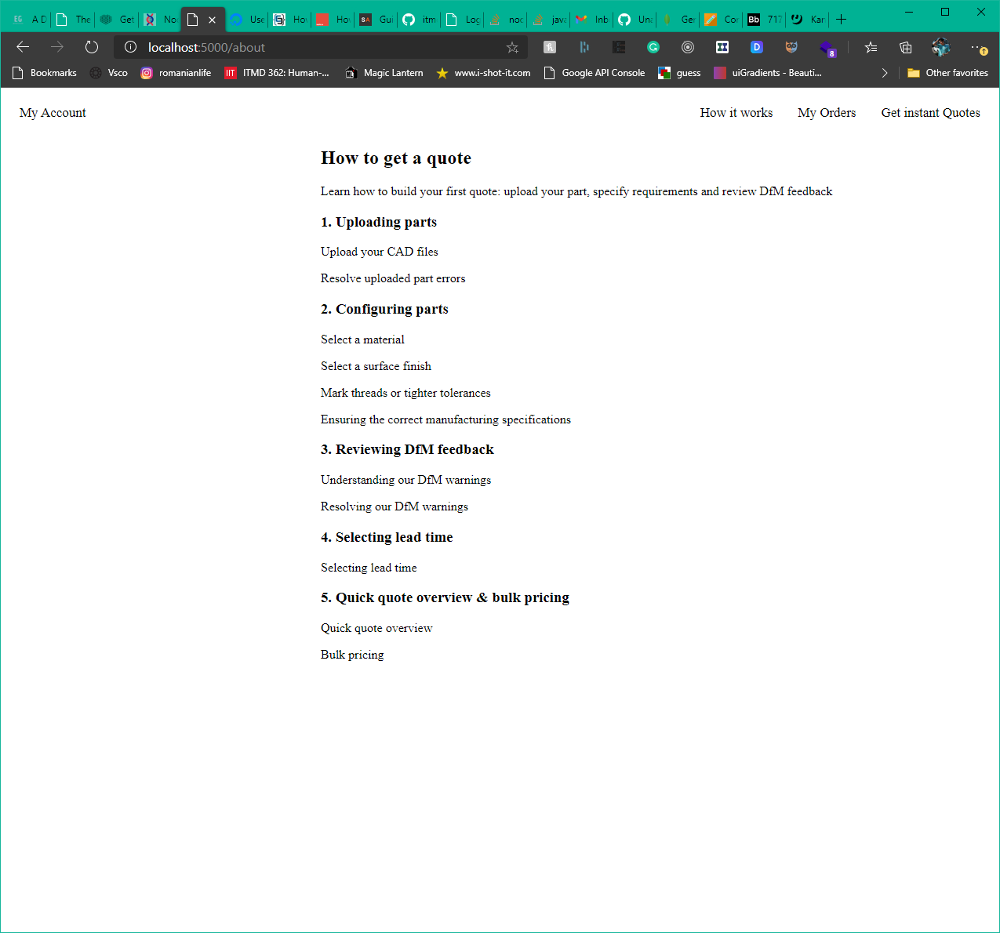 EG A D The Get No Use Ho Ho SA Gui itm Log noc java Inb Una Ge Cor Bb 717 Kar
localhost:5000/about
8
Bookmarks Vsco romanianlife IIT ITMD 362: Human-... Magic Lantern www.i-shot-it.com Google API Console guess uiGradients - Beauti... Other favorites
My Account How it works My Orders Get instant Quotes
How to get a quote
Learn how to build your first quote: upload your part, specify requirements and review DfM feedback
1. Uploading parts
Upload your CAD files
Resolve uploaded part errors
2. Configuring parts
Select a material
Select a surface finish
Mark threads or tighter tolerances
Ensuring the correct manufacturing specifications
3. Reviewing DfM feedback
Understanding our DfM warnings
Resolving our DfM warnings
4. Selecting lead time
Selecting lead time
5. Quick quote overview & bulk pricing
Quick quote overview
Bulk pricing